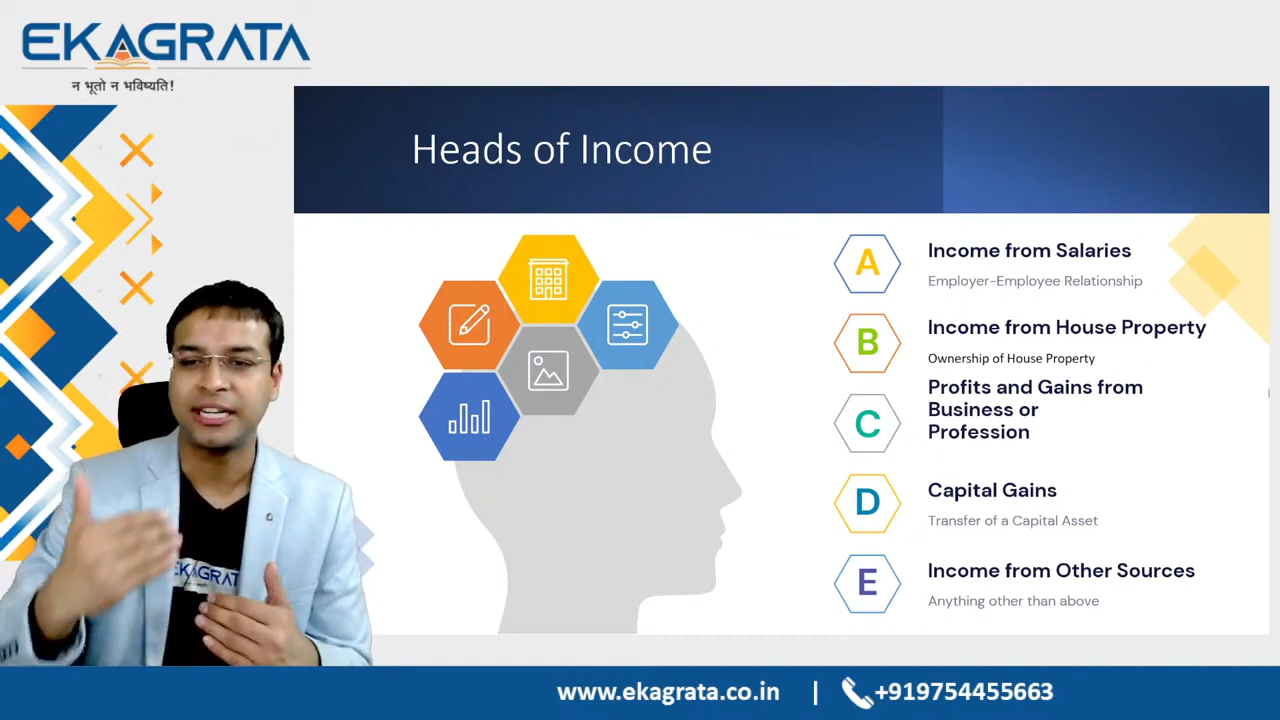 EKAGRATA
न भूतो न भविष्यति!
Heads of Income
A
Income from Salaries
Employer-Employee Relationship
B
Income from House Property
Ownership of House Property
C
Profits and Gains from
Business or
Profession
D
Capital Gains
Transfer of a Capital Asset
E
Income from Other Sources
Anything other than above
EKAGRATA
www.ekagrata.co.in | +919754455663